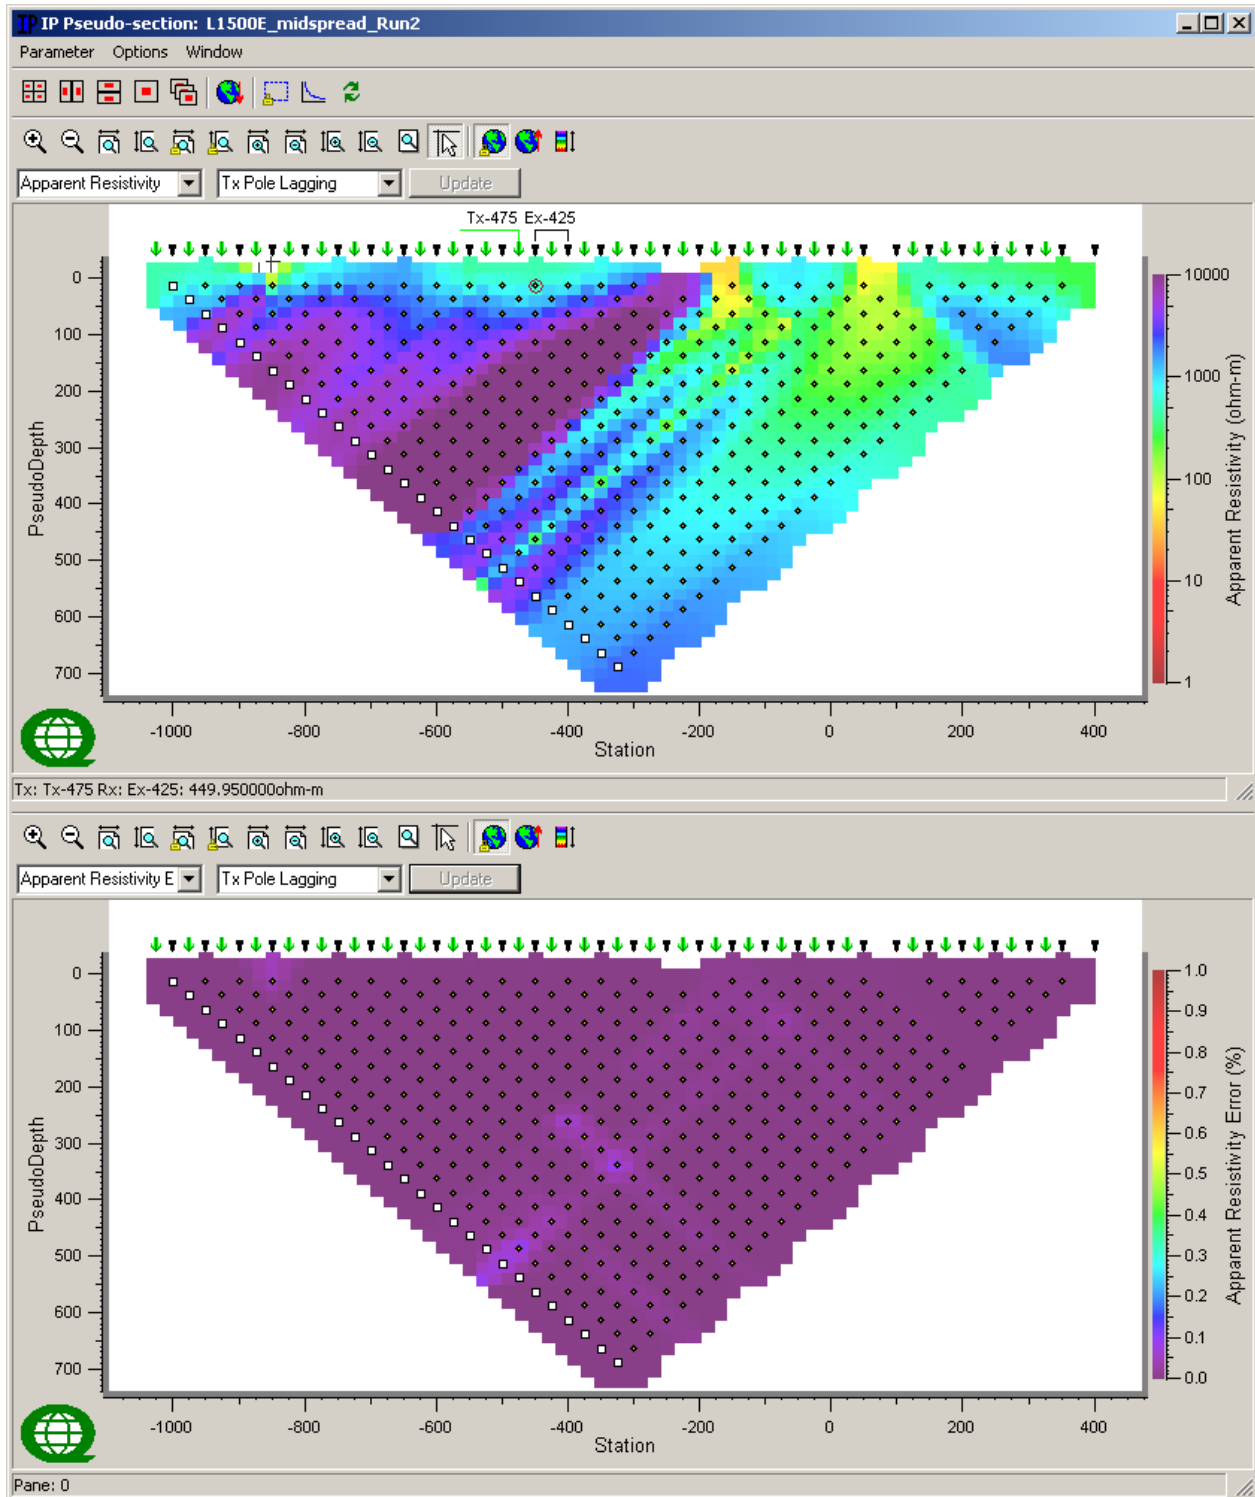 IP IP Pseudo-section: L1500E_midspread_Run2
Parameter Options Window
Apparent Resistivity Tx Pole Lagging Update
Tx-475 Ex-425
0
100
200
300
400
500
600
700
PseudoDepth
-1000 -800 -600 -400 -200 0 200 400
Station
10000
1000
100
10
1
Apparent Resistivity (ohm-m)
Tx: Tx-475 Rx: Ex-425: 449.950000ohm-m
Apparent Resistivity E Tx Pole Lagging Update
0
100
200
300
400
500
600
700
PseudoDepth
-1000 -800 -600 -400 -200 0 200 400
Station
1.0
0.9
0.8
0.7
0.6
0.5
0.4
0.3
0.2
0.1
0.0
Apparent Resistivity Error (%)
Pane: 0